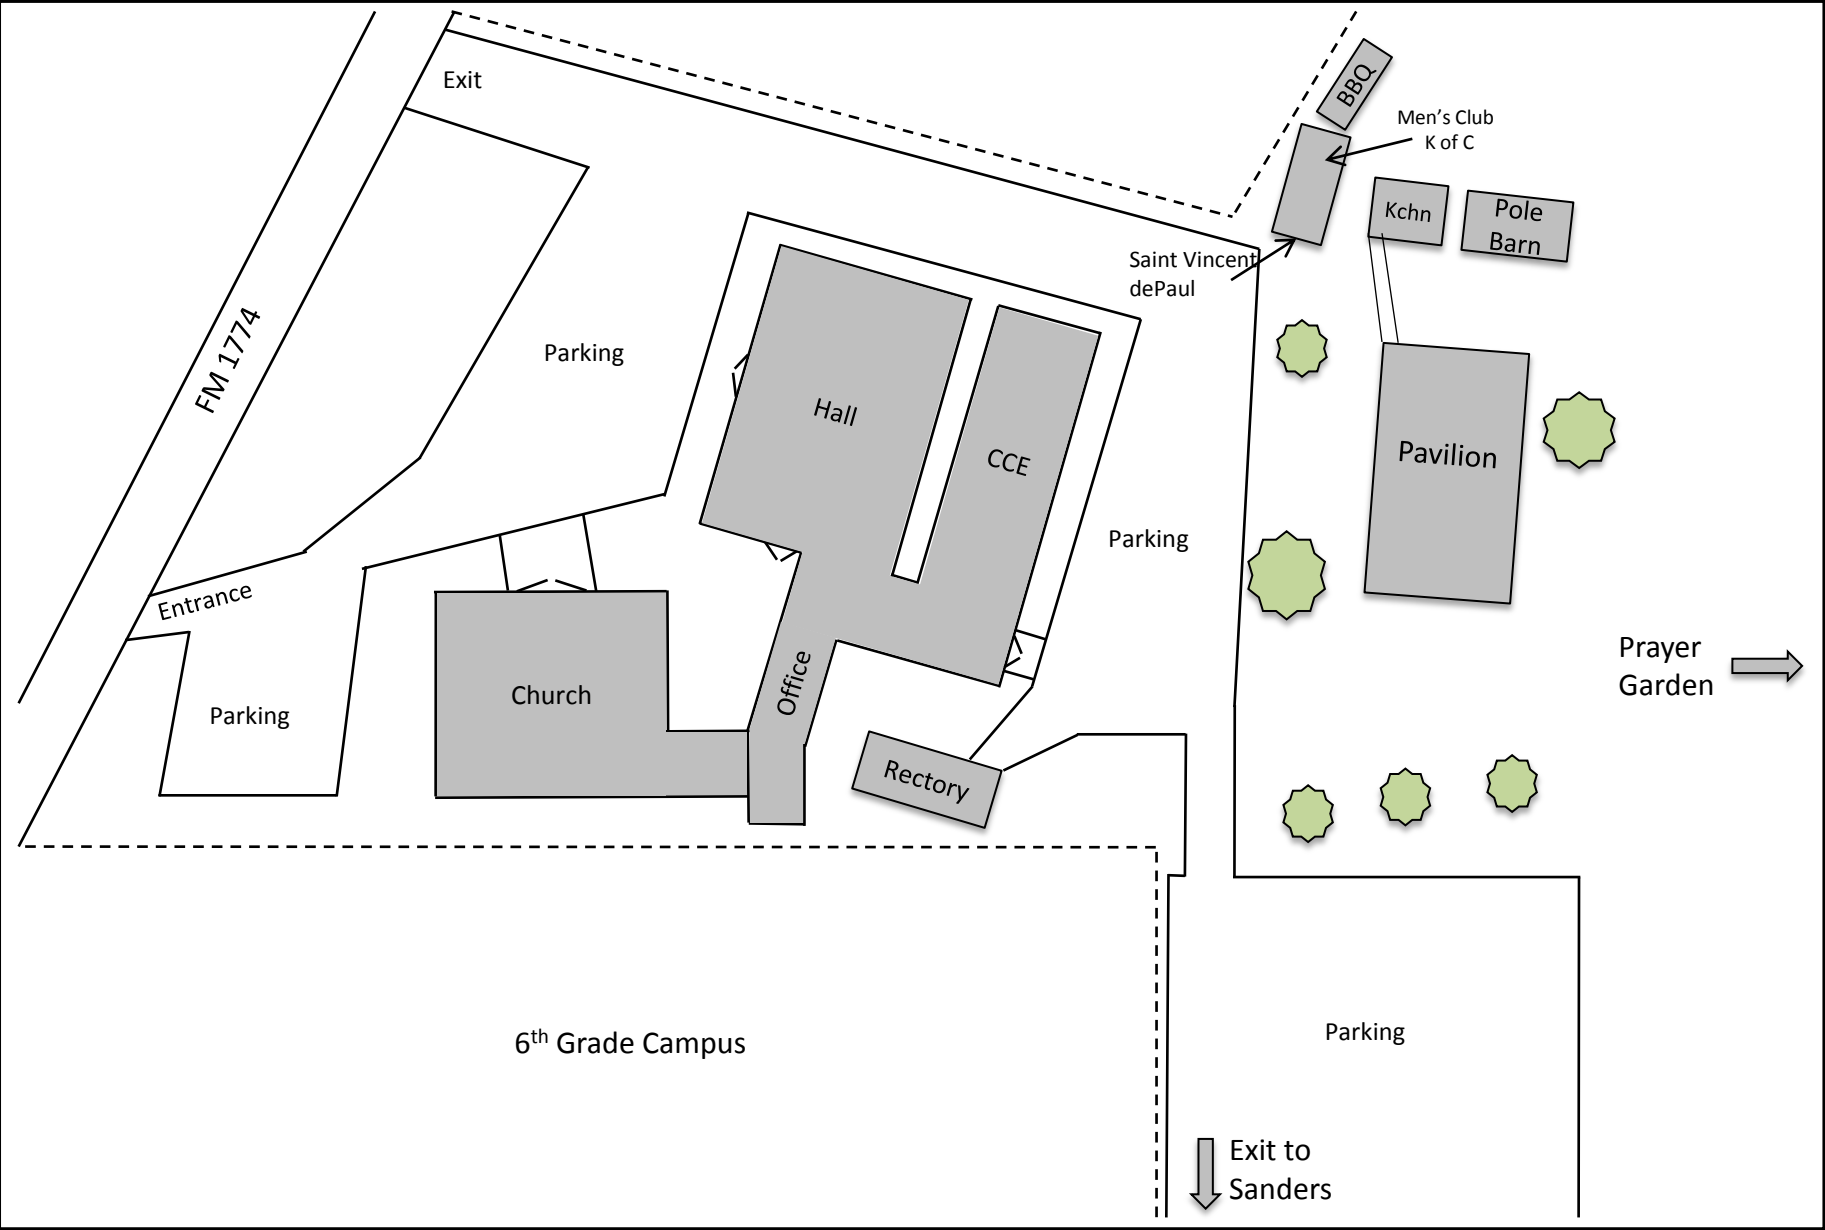 Exit
BBQ
Men’s Club
K of C
Kchn
Pole
Barn
Saint Vincent
dePaul
FM 1774
Parking
Hall
CCE
Pavilion
Parking
Entrance
Prayer
Garden
Office
Church
Parking
Rectory
6th Grade Campus
Parking
Exit to
Sanders